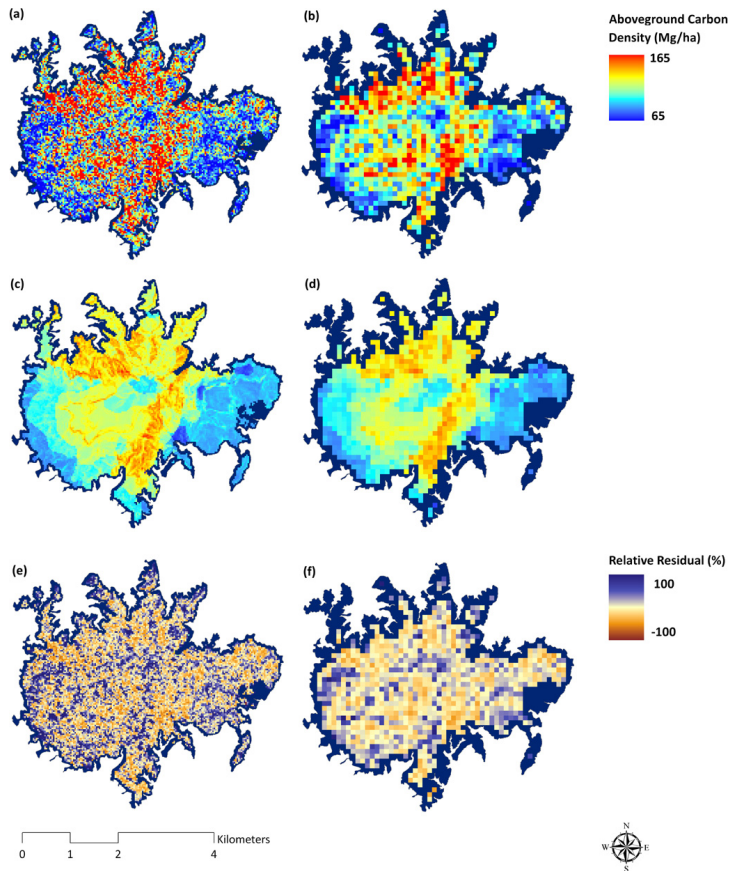 (a)
(b)
Aboveground Carbon
Density (Mg/ha)
165
65
(c)
(d)
(e)
(f)
Relative Residual (%)
100
-100
Kilometers
0 1 2 4
N
W E
S